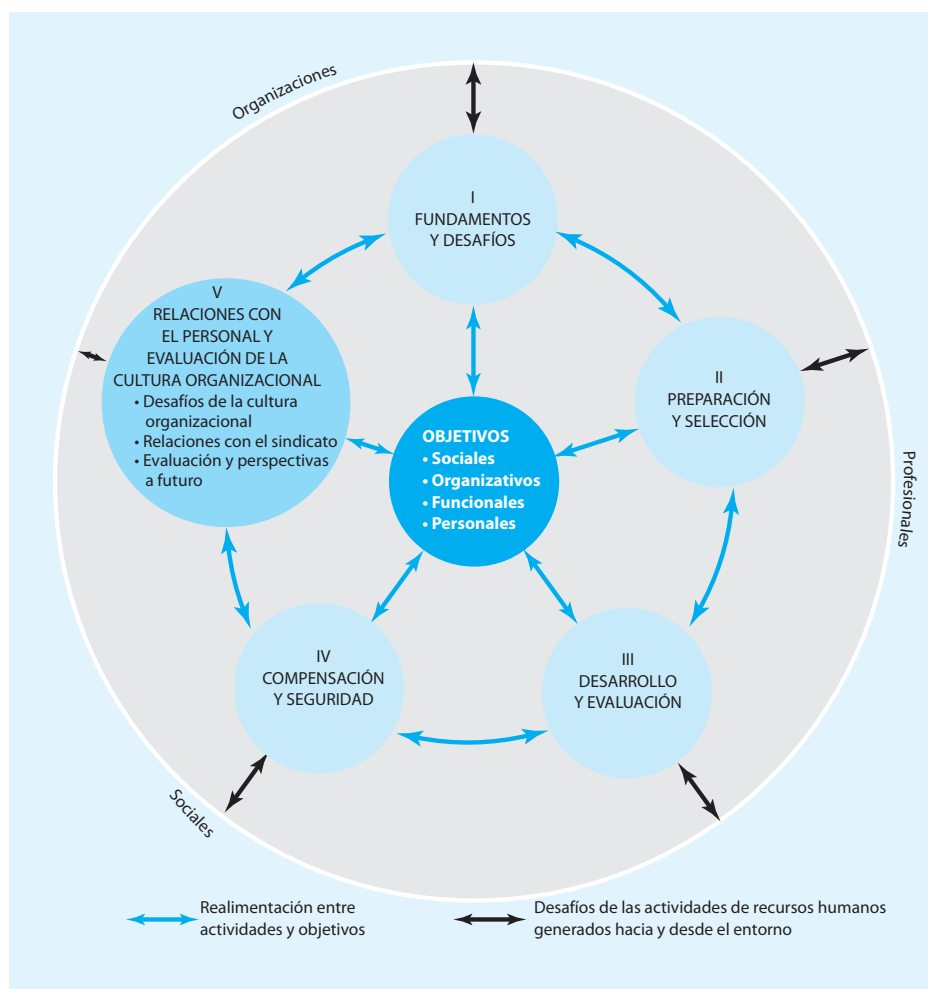 Organizaciones
I
FUNDAMENTOS
Y DESAFÍOS
V
RELACIONES CON
EL PERSONAL Y
EVALUACIÓN DE LA
CULTURA ORGANIZACIONAL
• Desafíos de la cultura
organizacional
• Relaciones con el sindicato
• Evaluación y perspectivas
a futuro
II
PREPARACIÓN
Y SELECCIÓN
OBJETIVOS
• Sociales
• Organizativos
• Funcionales
• Personales
Profesionales
IV
COMPENSACIÓN
Y SEGURIDAD
III
DESARROLLO
Y EVALUACIÓN
Sociales
Realimentación entre
actividades y objetivos
Desafíos de las actividades de recursos humanos
generados hacia y desde el entorno